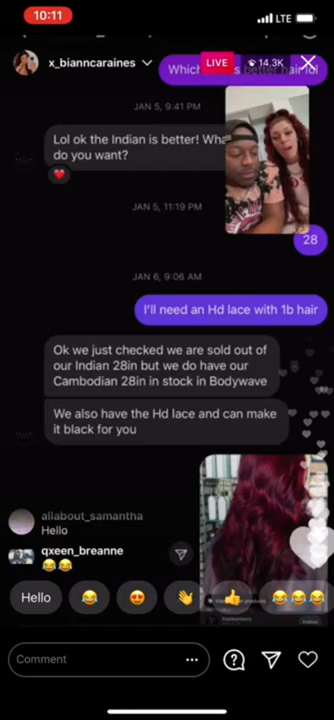 10:11
LTE
x_bianncaraines
LIVE
14.3K
Which
better hair lol
JAN 5, 9:41 PM
Lol ok the Indian is better!
do you want?
JAN 5, 11:19 PM
28
JAN 6, 9:06 AM
I'll need an Hd lace with 1b hair
Ok we just checked we are sold out of
our Indian 28in but we do have our
Cambodian 28in in stock in Bodywave
We also have the Hd lace and can make
it black for you
allabout_samantha
Hello
qxeen_breanne
😂😂
Hello
😂
😍
👋
👍
😂😂😂
Comment